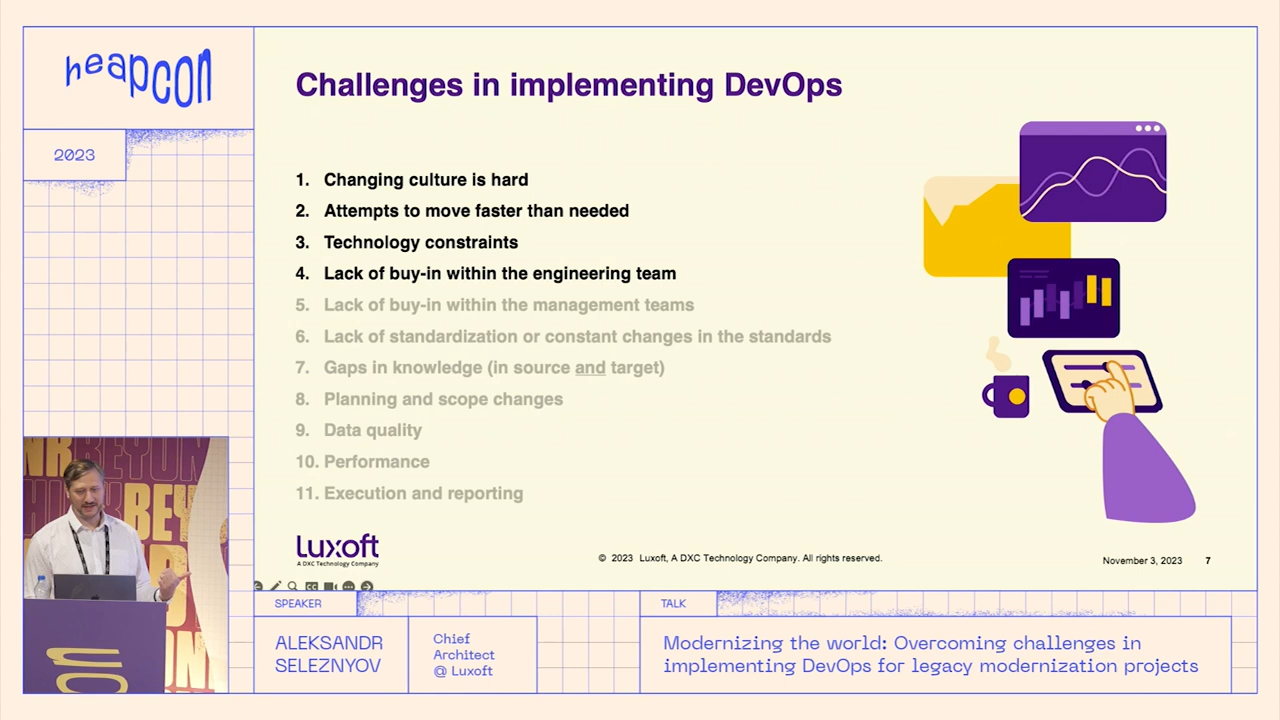 heapcon
2023
Challenges in implementing DevOps
1. Changing culture is hard
2. Attempts to move faster than needed
3. Technology constraints
4. Lack of buy-in within the engineering team
5. Lack of buy-in within the management teams
6. Lack of standardization or constant changes in the standards
7. Gaps in knowledge (in source and target)
8. Planning and scope changes
9. Data quality
10. Performance
11. Execution and reporting
Luxoft
A DXC Technology Company
© 2023 Luxoft, A DXC Technology Company. All rights reserved.
November 3, 2023
7
SPEAKER
ALEKSANDR
SELEZNYOV
Chief
Architect
@ Luxoft
TALK
Modernizing the world: Overcoming challenges in
implementing DevOps for legacy modernization projects